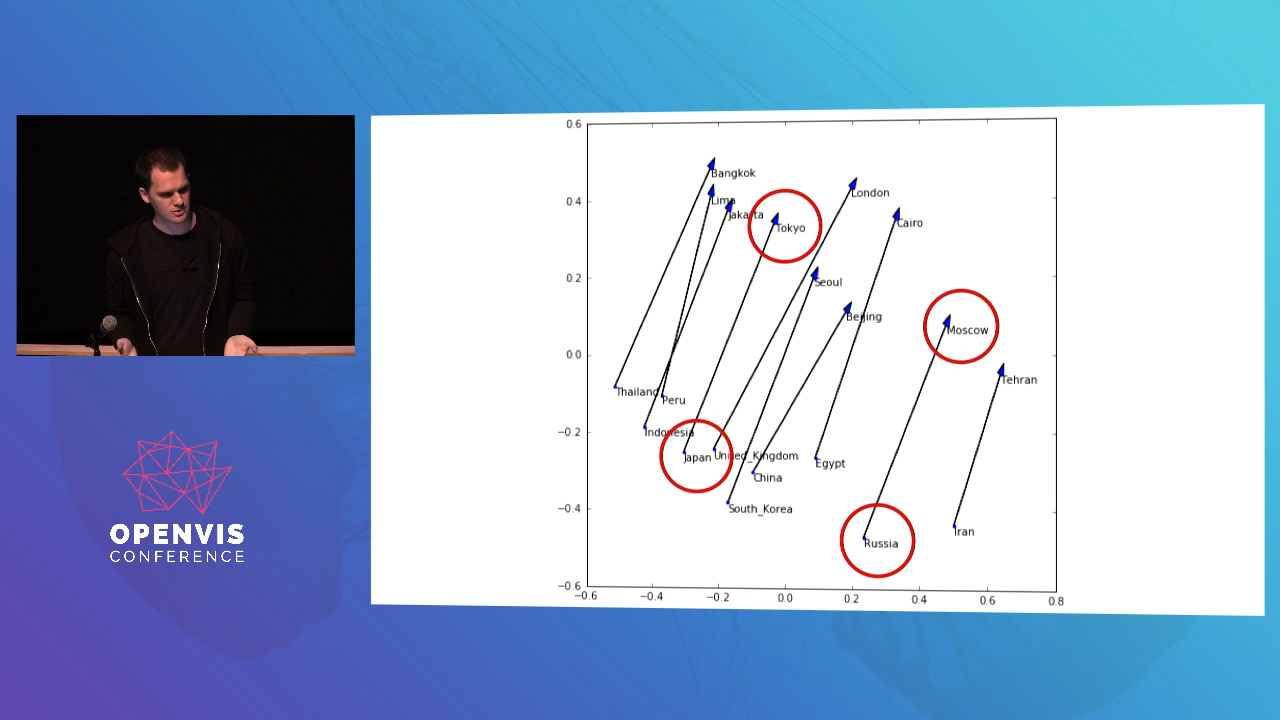 0.6
0.4
0.2
0.0
−0.2
−0.4
−0.6
−0.6
−0.4
−0.2
0.0
0.2
0.4
0.6
0.8
Bangkok
Lima
Jakarta
Tokyo
London
Cairo
Seoul
Beijing
Moscow
Tehran
Thailand
Peru
Indonesia
Japan
United_Kingdom
China
Egypt
South_Korea
Russia
Iran
OPENVIS
CONFERENCE